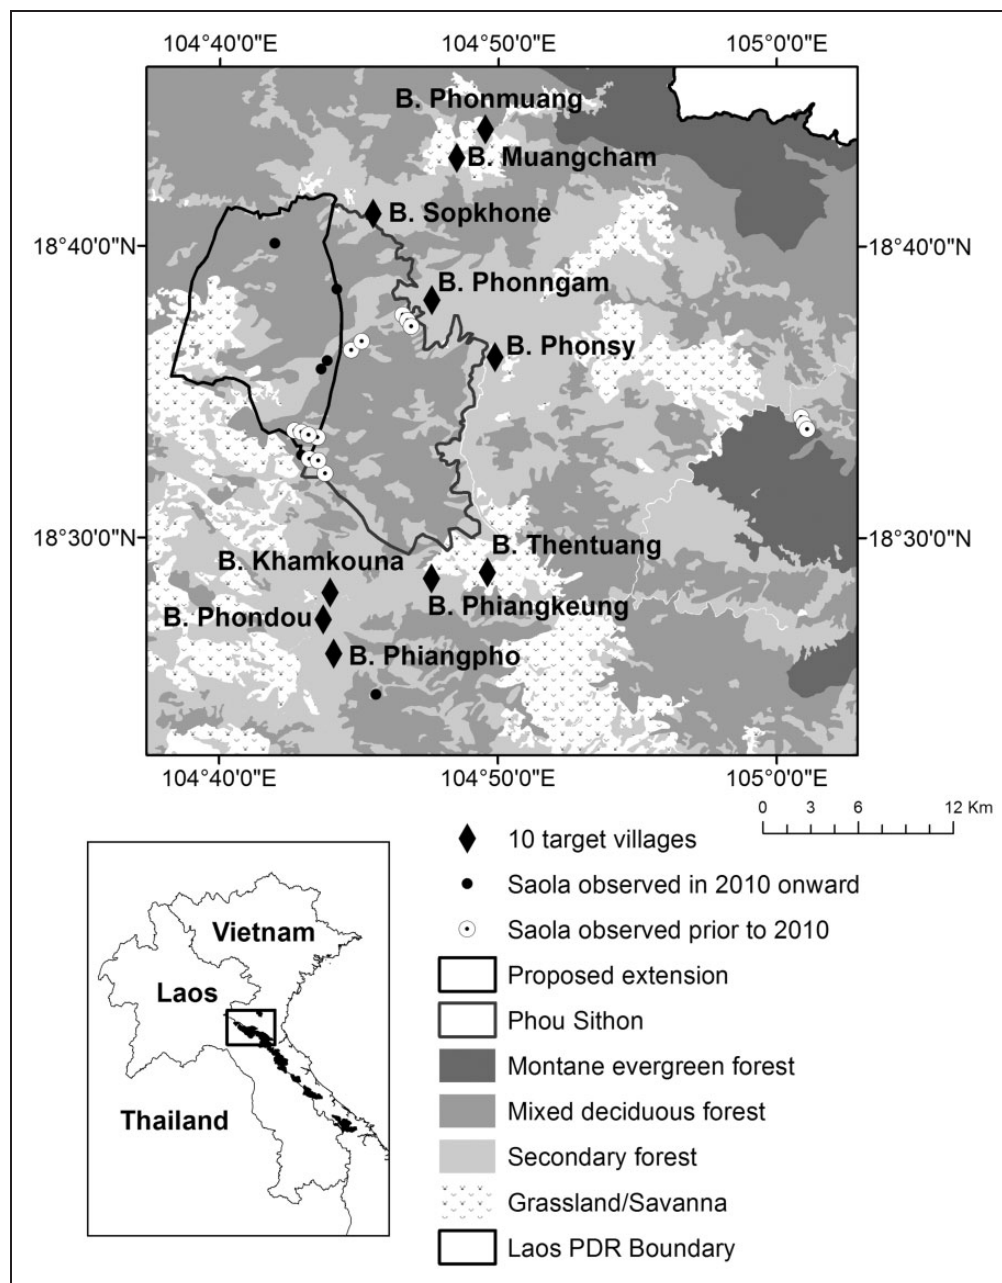 104°40'0"E 104°50'0"E 105°0'0"E
B. Phonmuang
B. Muangcham
B. Sopkhone
18°40'0"N 18°40'0"N
B. Phonngam
B. Phonsy
18°30'0"N 18°30'0"N
B. Thentuang
B. Khamkouna
B. Phiangkeung
B. Phondou
B. Phiangpho
104°40'0"E 104°50'0"E 105°0'0"E
0 3 6 12 Km
10 target villages
Saola observed in 2010 onward
Saola observed prior to 2010
Proposed extension
Phou Sithon
Montane evergreen forest
Mixed deciduous forest
Secondary forest
Grassland/Savanna
Laos PDR Boundary
Vietnam
Laos
Thailand